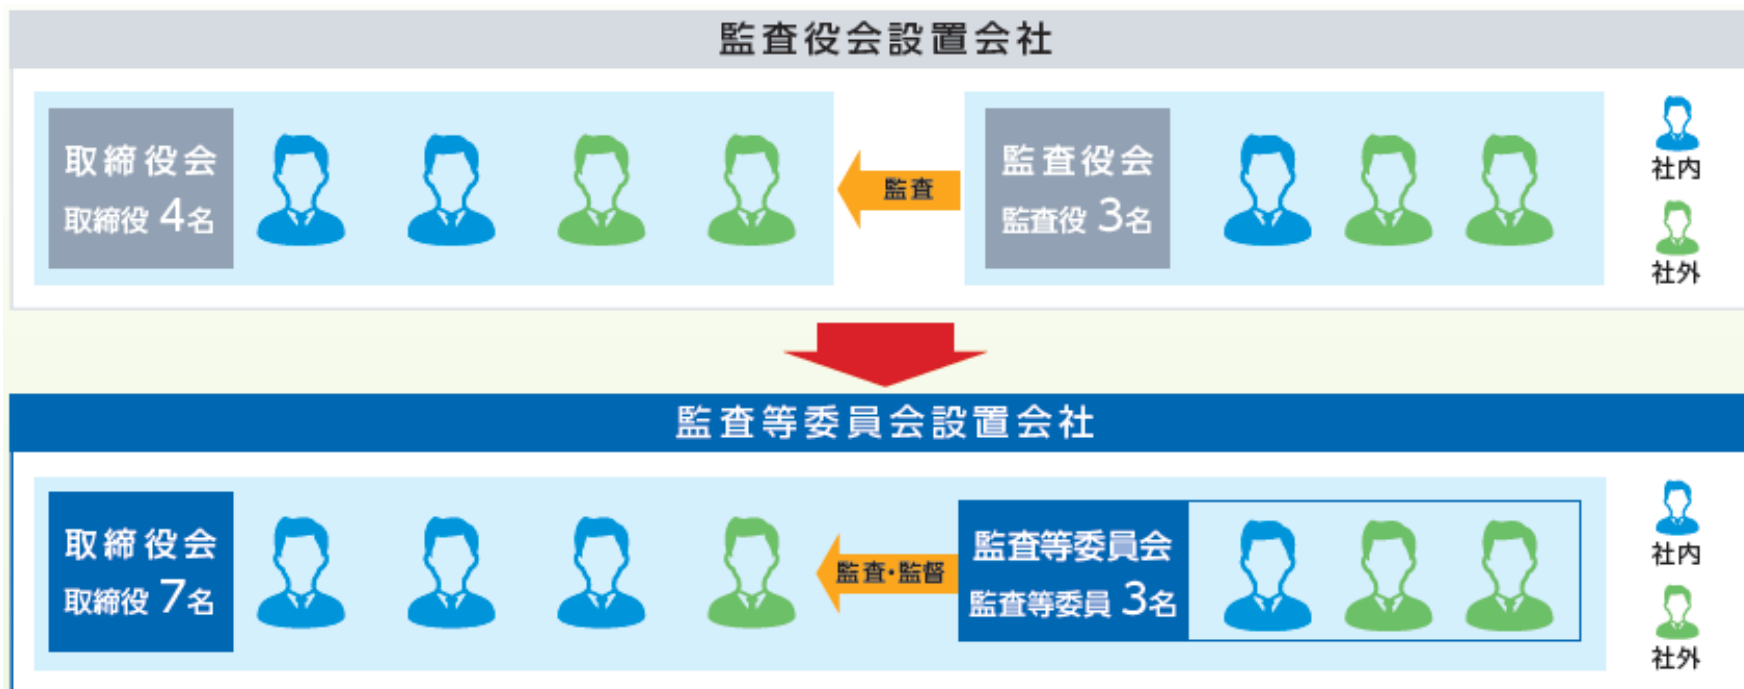 監査役会設置会社
取締役会
取締役 4名
監査
監査役会
監査役 3名
社内
社外
監査等委員会設置会社
取締役会
取締役 7名
監査・監督
監査等委員会
監査等委員 3名
社内
社外